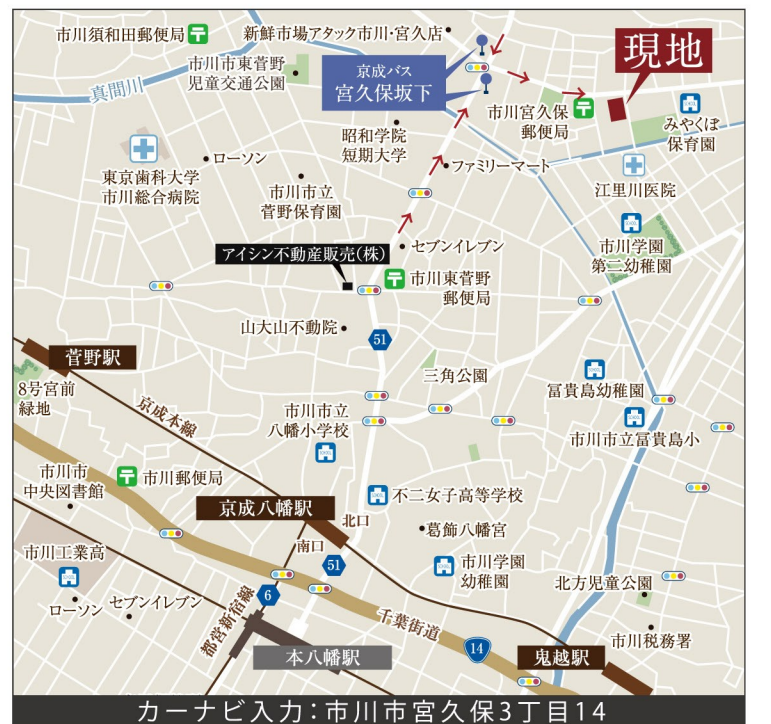 市川須和田郵便局
新鮮市場アタック市川・宮久店
市川市東菅野
児童交通公園
京成バス
宮久保坂下
現地
真間川
市川宮久保
郵便局
みやくぼ
保育園
昭和学院
短期大学
ローソン
ファミリーマート
東京歯科大学
市川総合病院
市川市立
菅野保育園
江里川医院
市川学園
第二幼稚園
アイシン不動産販売(株)
セブンイレブン
市川東菅野
郵便局
山大山不動院
51
菅野駅
三角公園
冨貴島幼稚園
8号宮前
緑地
京成本線
市川市立
八幡小学校
市川市立冨貴島小
市川市
中央図書館
市川郵便局
不二女子高等学校
京成八幡駅
北口
葛飾八幡宮
南口
市川工業高
51
市川学園
幼稚園
6
北方児童公園
ローソン
セブンイレブン
都営新宿線
千葉街道
市川税務署
本八幡駅
14
鬼越駅
カーナビ入力:市川市宮久保3丁目14